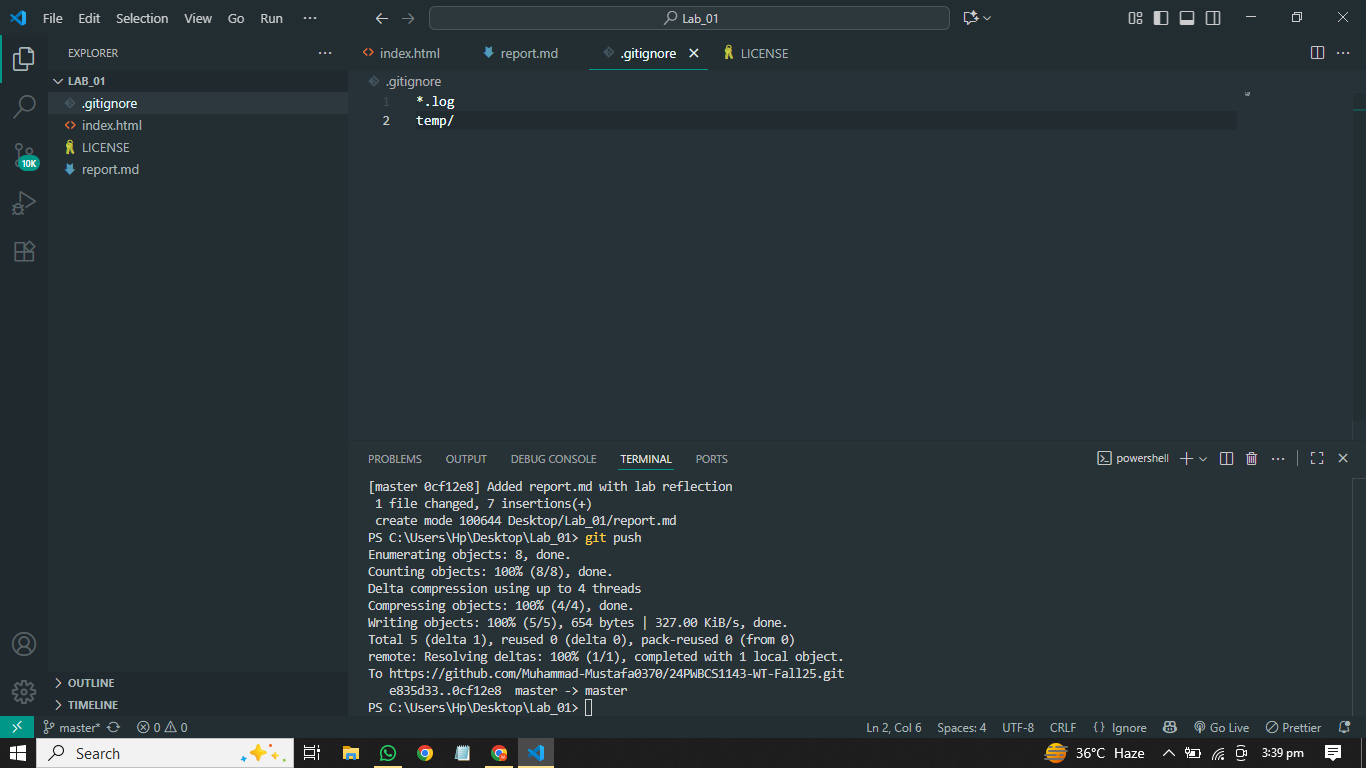 File Edit Selection View Go Run ···
Lab_01
EXPLORER ···
LAB_01
.gitignore
index.html
LICENSE
report.md
10K
OUTLINE
TIMELINE
index.html report.md .gitignore LICENSE
.gitignore
1 *.log
2 temp/
PROBLEMS OUTPUT DEBUG CONSOLE TERMINAL PORTS
powershell
[master 0cf12e8] Added report.md with lab reflection
1 file changed, 7 insertions(+)
create mode 100644 Desktop/Lab_01/report.md
PS C:\Users\Hp\Desktop\Lab_01> git push
Enumerating objects: 8, done.
Counting objects: 100% (8/8), done.
Delta compression using up to 4 threads
Compressing objects: 100% (4/4), done.
Writing objects: 100% (5/5), 654 bytes | 327.00 KiB/s, done.
Total 5 (delta 1), reused 0 (delta 0), pack-reused 0 (from 0)
remote: Resolving deltas: 100% (1/1), completed with 1 local object.
To https://github.com/Muhammad-Mustafa0370/24PWBCS1143-WT-Fall25.git
e835d33..0cf12e8 master -> master
PS C:\Users\Hp\Desktop\Lab_01>
master* 0 0 Ln 2, Col 6 Spaces: 4 UTF-8 CRLF {} Ignore Go Live Prettier
Search 36°C Haze 3:39 pm